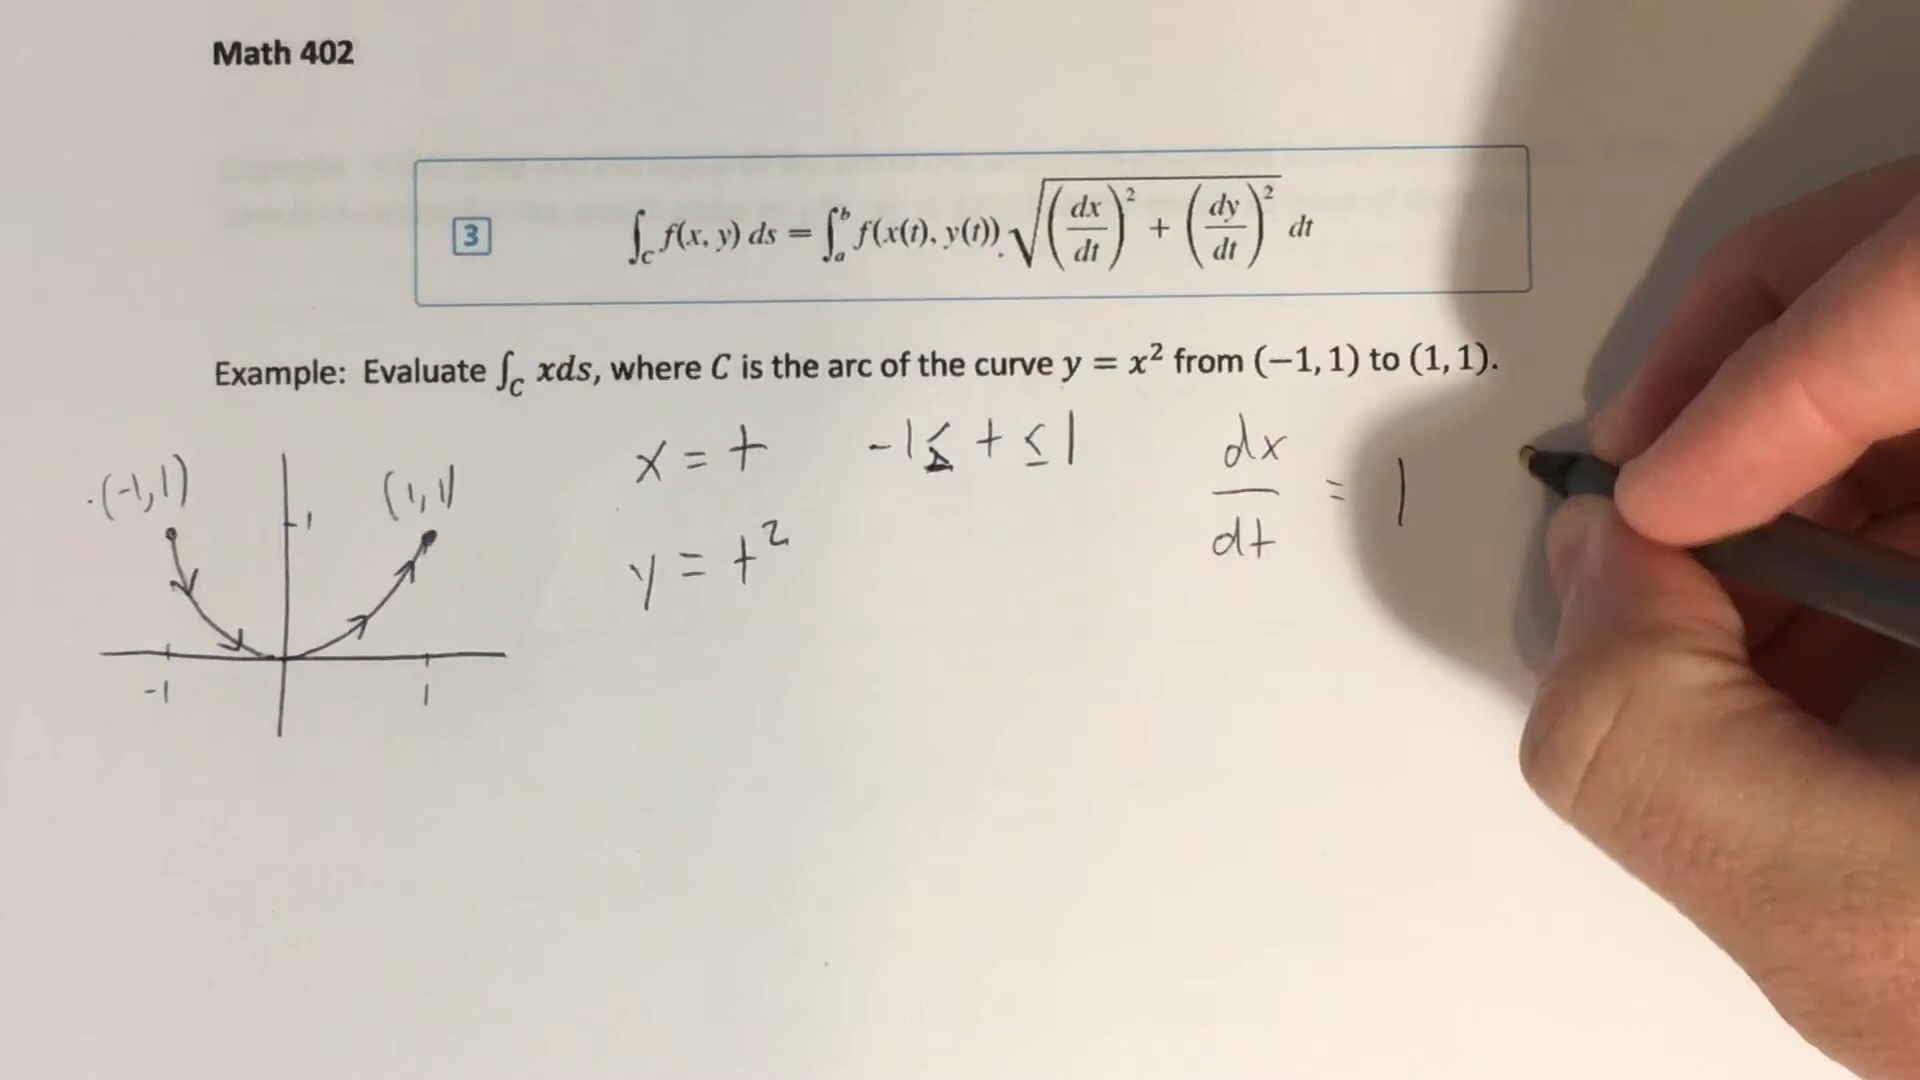 Math 402
3 ∫_C f(x, y) ds = ∫_a^b f(x(t), y(t)) √((dx/dt)^2 + (dy/dt)^2) dt
Example: Evaluate ∫_C xds, where C is the arc of the curve y = x² from (−1, 1) to (1, 1).
x = t -1 ≤ t ≤ 1 dx/dt = 1
y = t²
(-1,1) (1,1)
1
-1 1